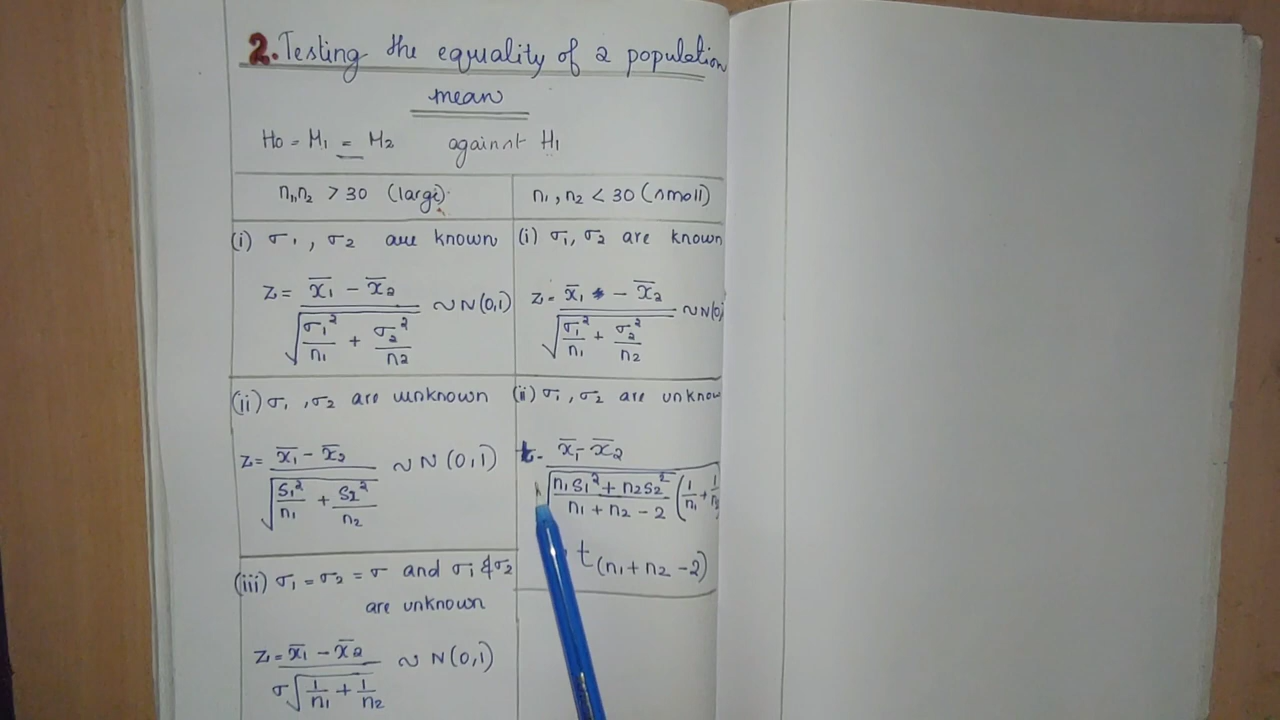 2. Testing the equality of 2 population
mean
H0 = M1 = M2 against H1
n1, n2 > 30 (large)
(i) σ1, σ2 are known
Z = x̄1 - x̄2 / √(σ1²/n1 + σ2²/n2) ~ N(0,1)
(ii) σ1, σ2 are unknown
Z = x̄1 - x̄2 / √(S1²/n1 + S2²/n2) ~ N(0,1)
(iii) σ1 = σ2 = σ and σ1 & σ2
are unknown
Z = x̄1 - x̄2 / σ√(1/n1 + 1/n2) ~ N(0,1)
n1, n2 < 30 (small)
(i) σ1, σ2 are known
Z = x̄1 - x̄2 / √(σ1²/n1 + σ2²/n2) ~ N(0
(ii) σ1, σ2 are unknow
t = x̄1 - x̄2 / √(n1S1² + n2S2² / n1 + n2 - 2 (1/n1 + 1/n2
t(n1 + n2 - 2)